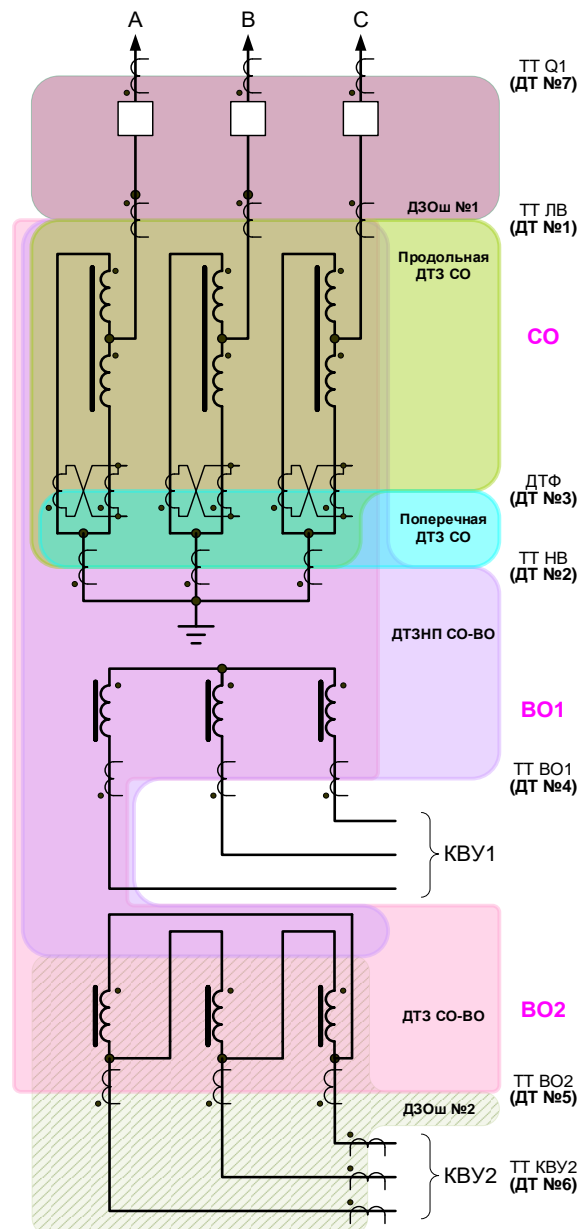 A B C
ТТ Q1
(ДТ №7)
ДЗОш №1
ТТ ЛВ
(ДТ №1)
Продольная
ДТЗ СО
СО
ДТФ
(ДТ №3)
Поперечная
ДТЗ СО
ТТ НВ
(ДТ №2)
ДТЗНП СО-ВО
ВО1
ТТ ВО1
(ДТ №4)
КВУ1
ДТЗ СО-ВО
ВО2
ТТ ВО2
(ДТ №5)
ДЗОш №2
КВУ2
ТТ КВУ2
(ДТ №6)